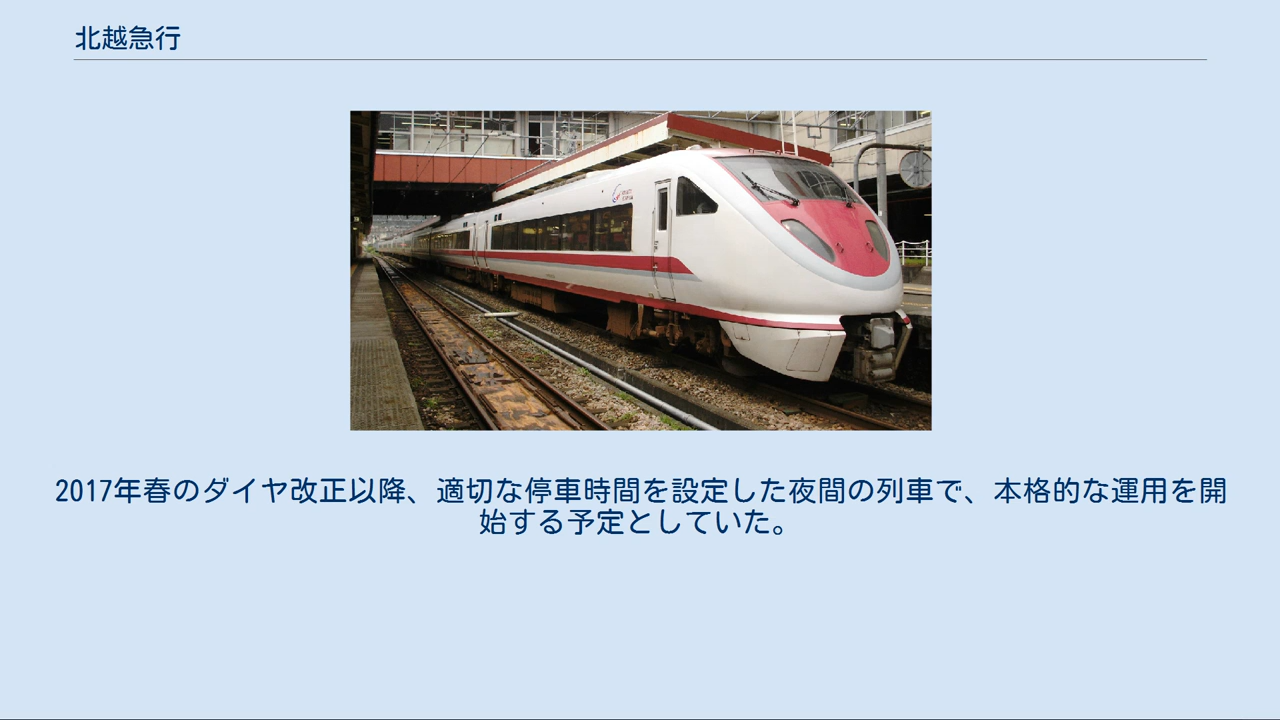 北越急行
2017年春のダイヤ改正以降、適切な停車時間を設定した夜間の列車で、本格的な運用を開
始する予定としていた。